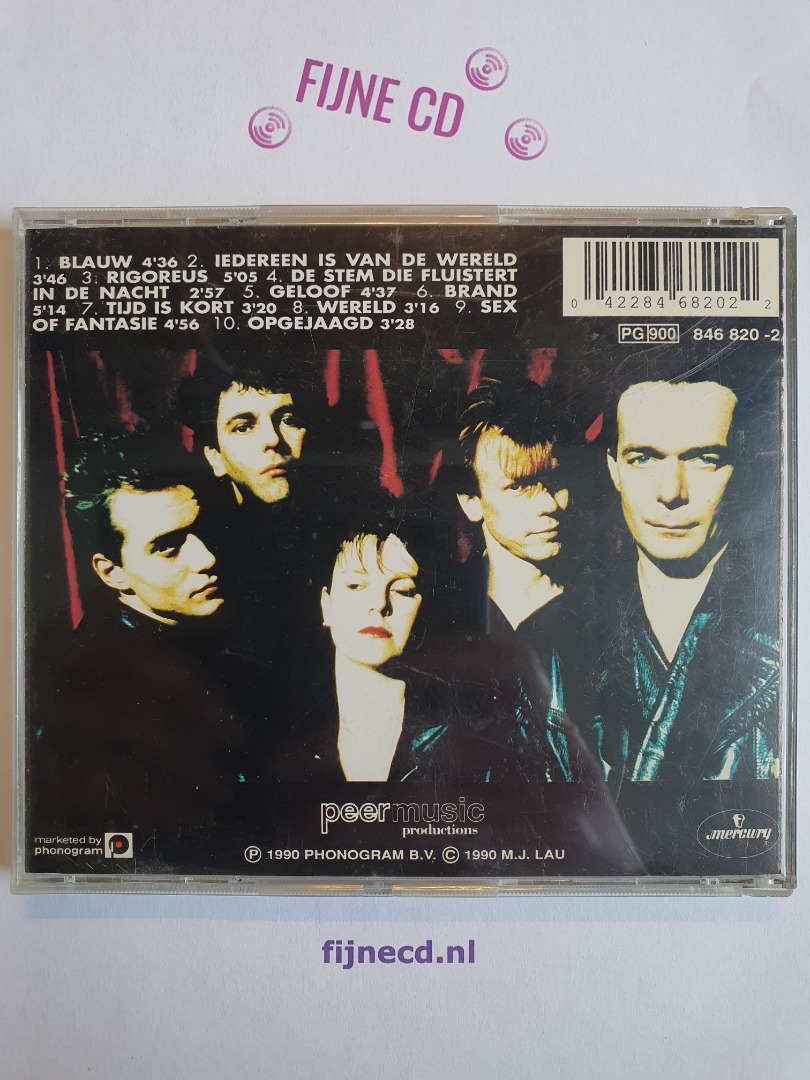 FIJNE CD
1. BLAUW 4'36 2. IEDEREEN IS VAN DE WERELD
3'46 3. RIGOREUS 5'05 4. DE STEM DIE FLUISTERT
IN DE NACHT 2'57 5. GELOOF 4'37 6. BRAND
5'14 7. TIJD IS KORT 3'20 8. WERELD 3'16 9. SEX
OF FANTASIE 4'56 10. OPGEJAAGD 3'28
0 42284 68202 2
PG 900 846 820 -2
peermusic
productions
marketed by
phonogram
mercury
Ⓟ 1990 PHONOGRAM B.V. © 1990 M.J. LAU
fijnecd.nl